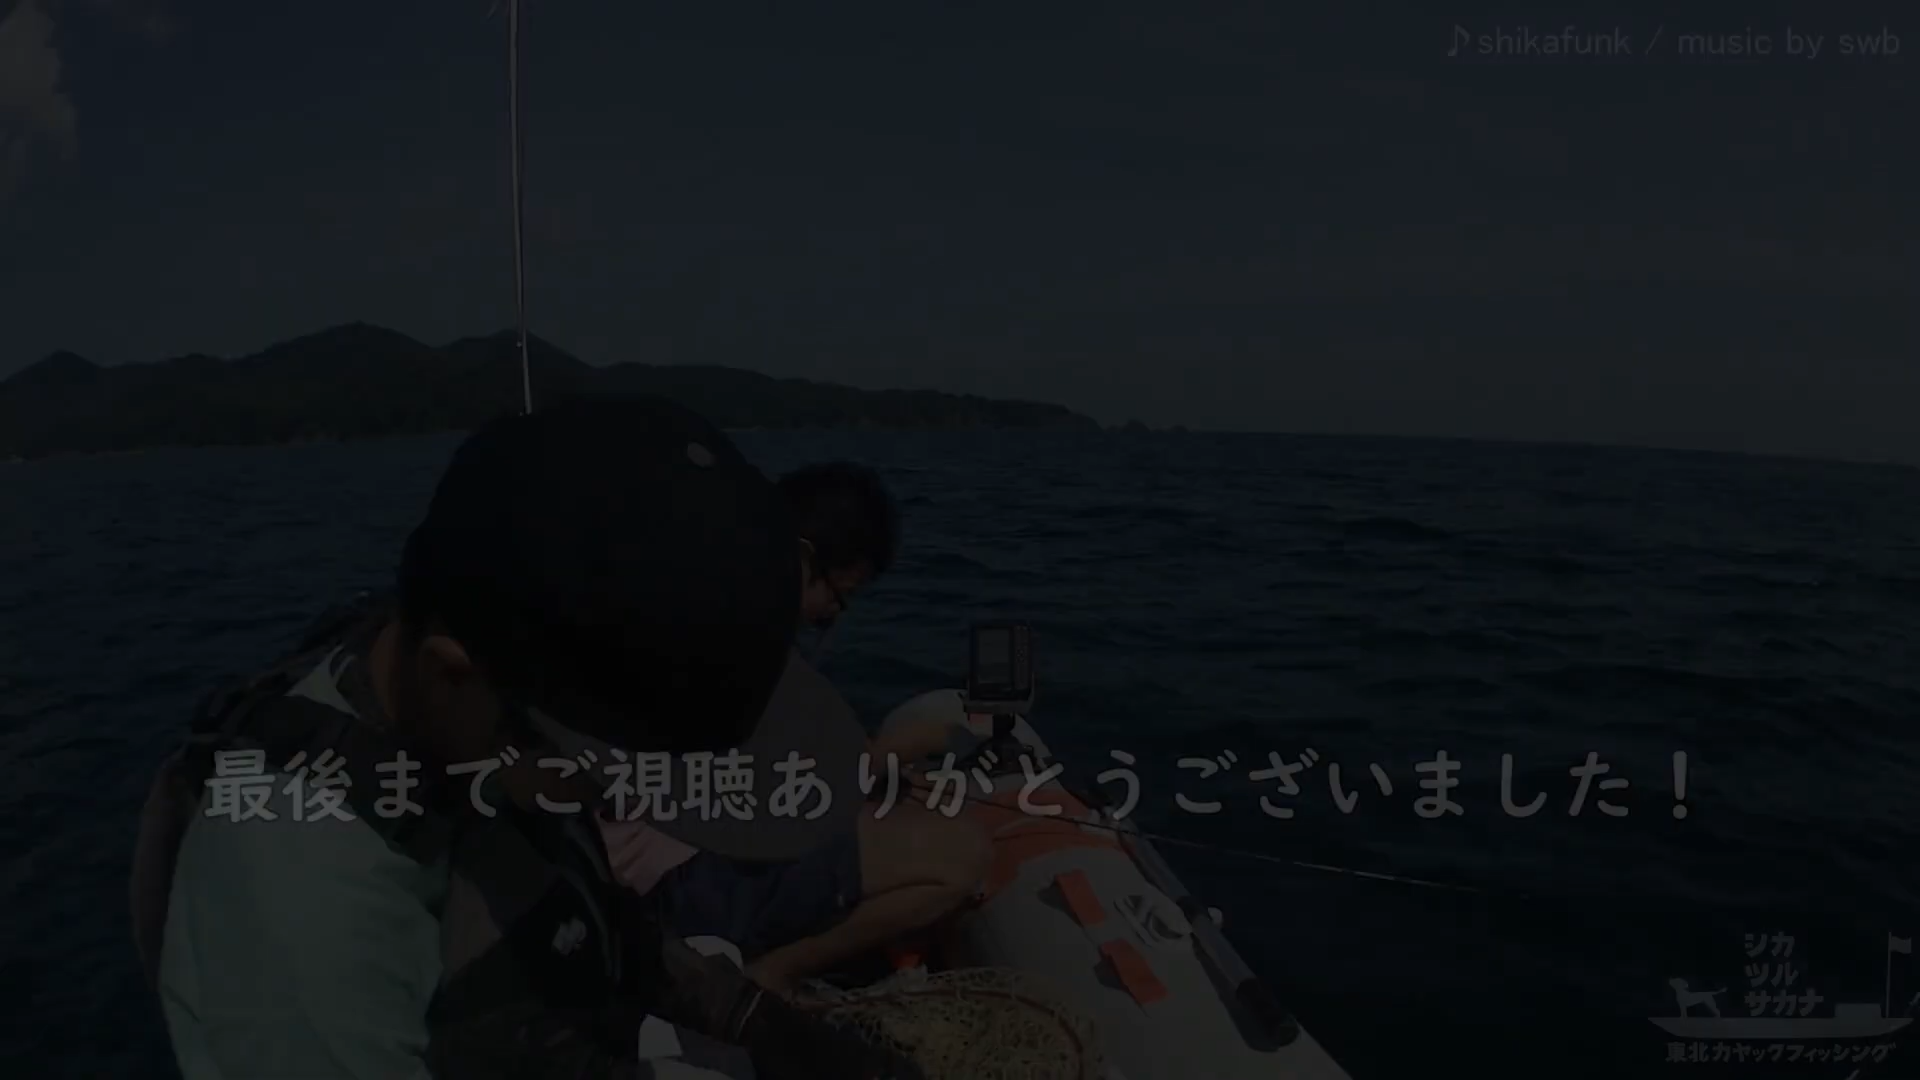 ♪shikafunk / music by swb
最後までご視聴ありがとうございました！
シカ
ツル
サカナ
東北カヤックフィッシング